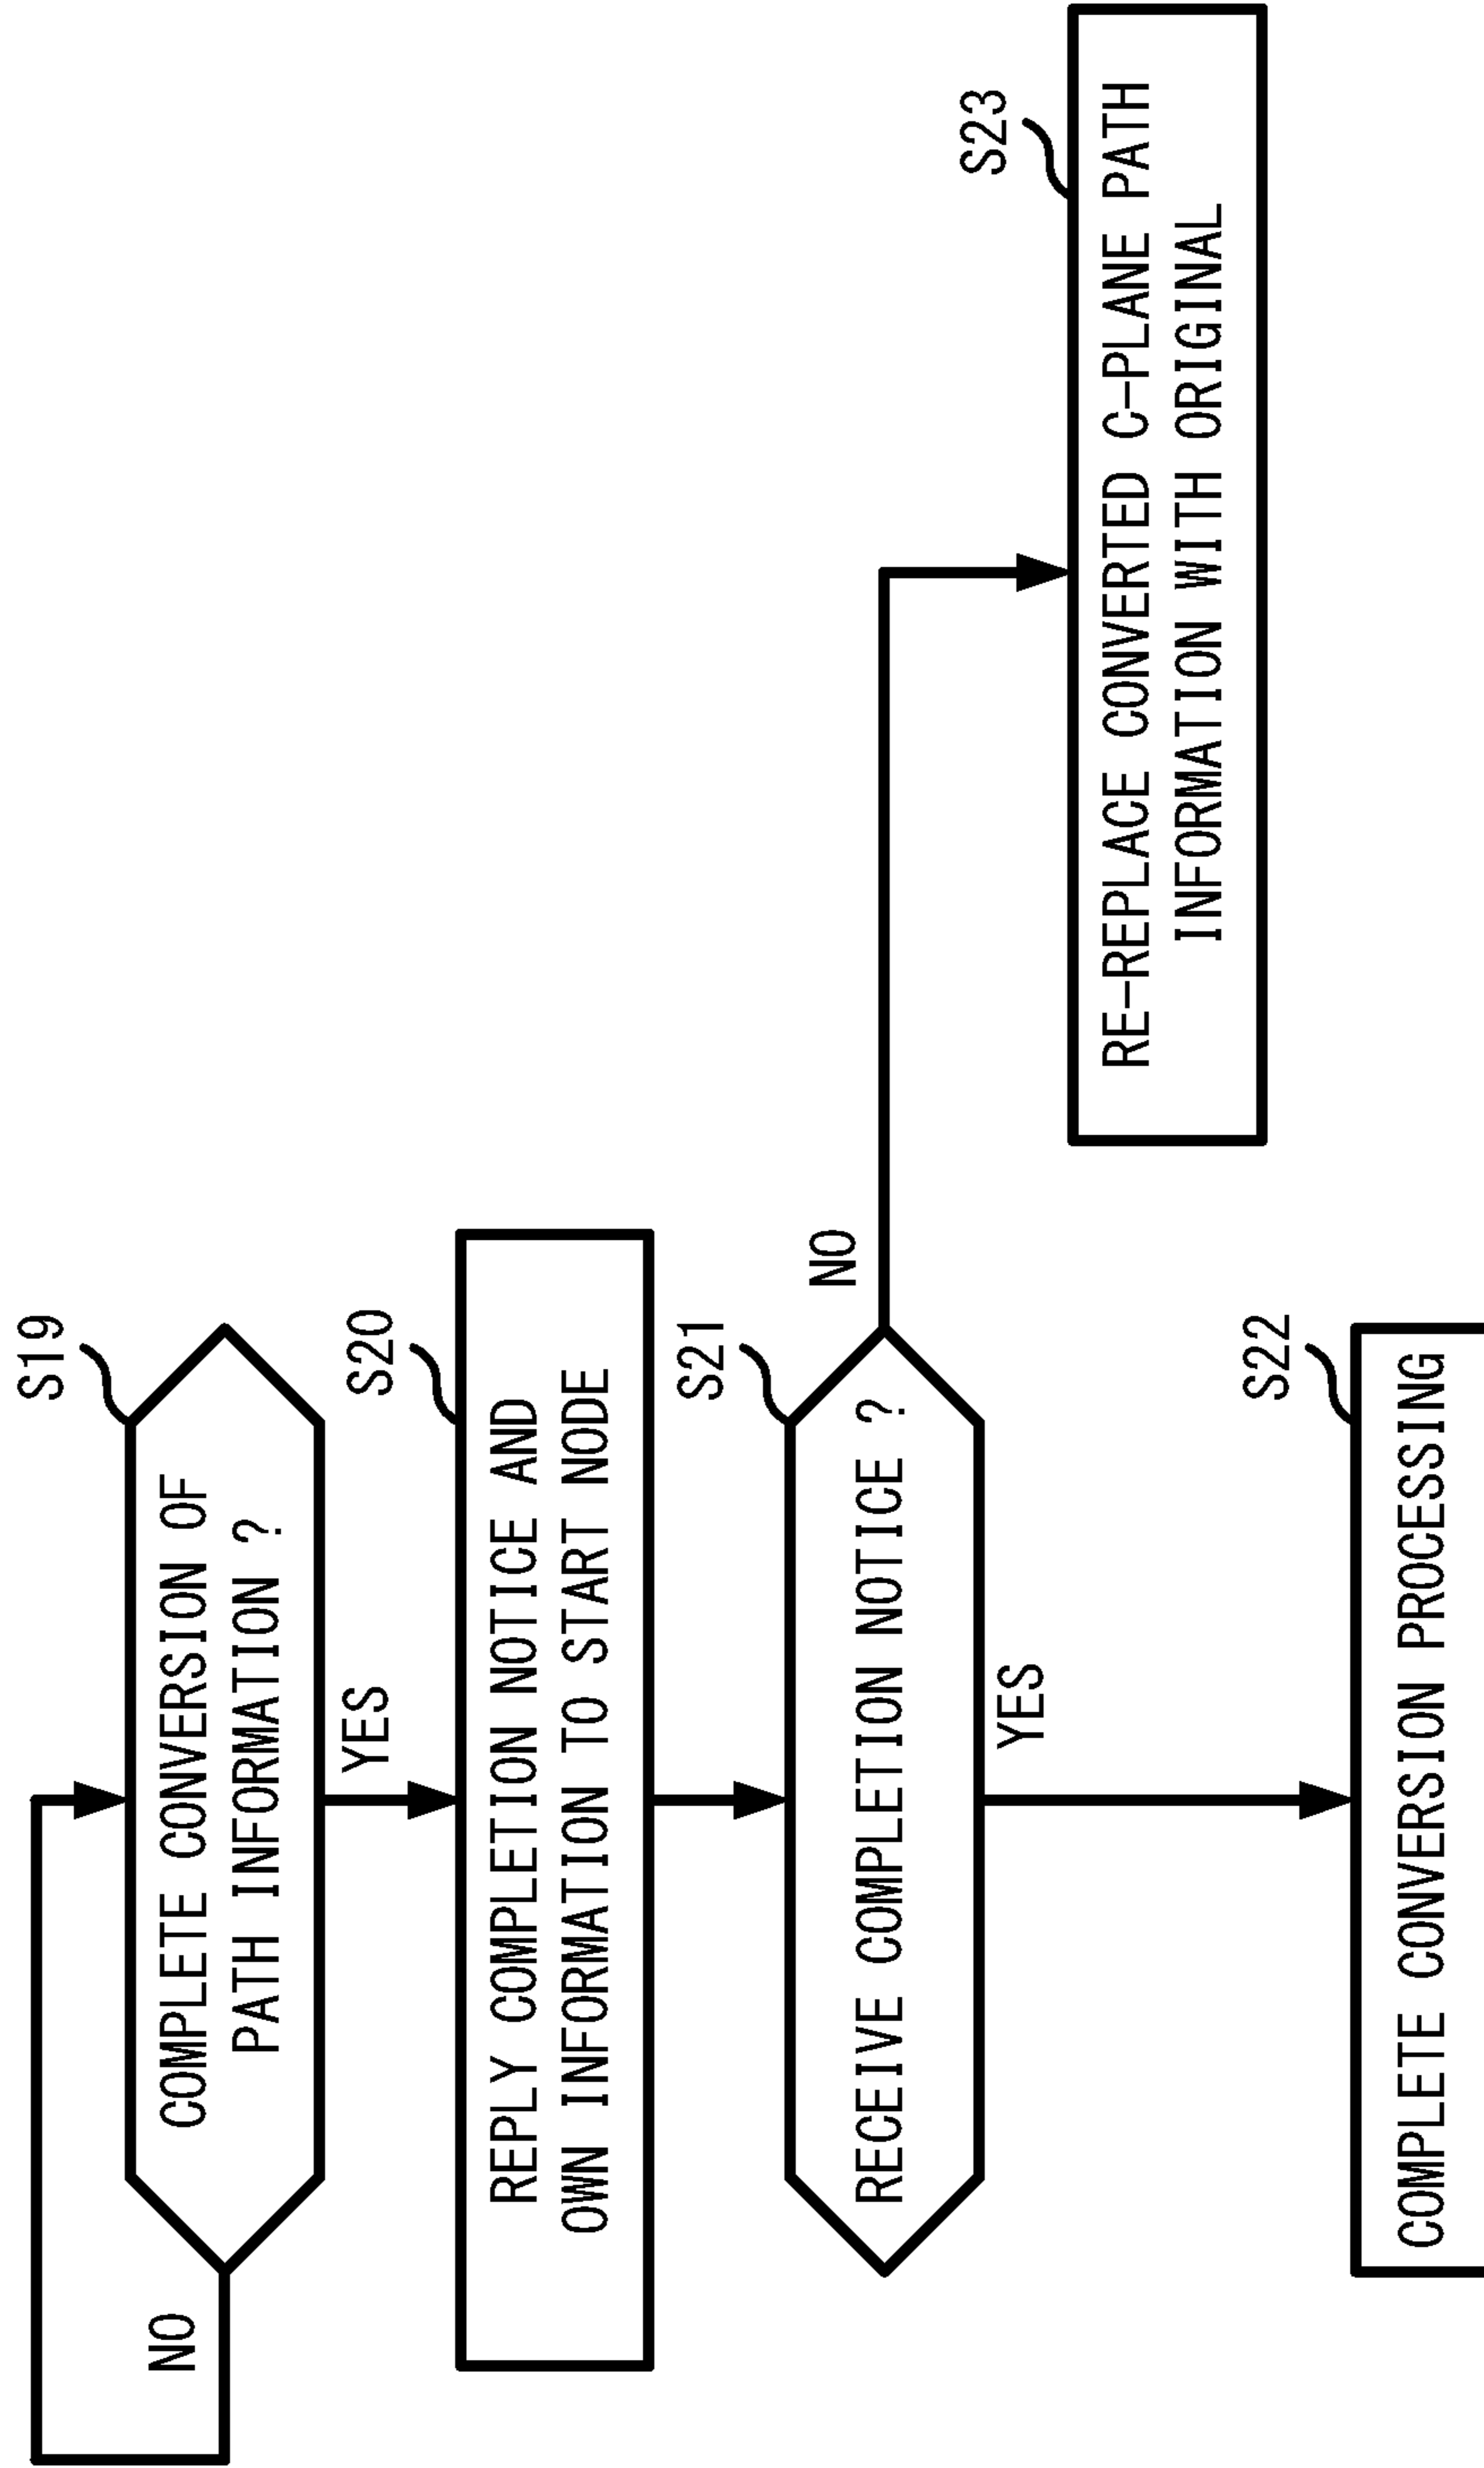 S19
COMPLETE CONVERSION OF
PATH INFORMATION ?
NO
YES
S20
REPLY COMPLETION NOTICE AND
OWN INFORMATION TO START NODE
S21
RECEIVE COMPLETION NOTICE ?
NO
YES
S23
RE-REPLACE CONVERTED C-PLANE PATH
INFORMATION WITH ORIGINAL
S22
COMPLETE CONVERSION PROCESSING